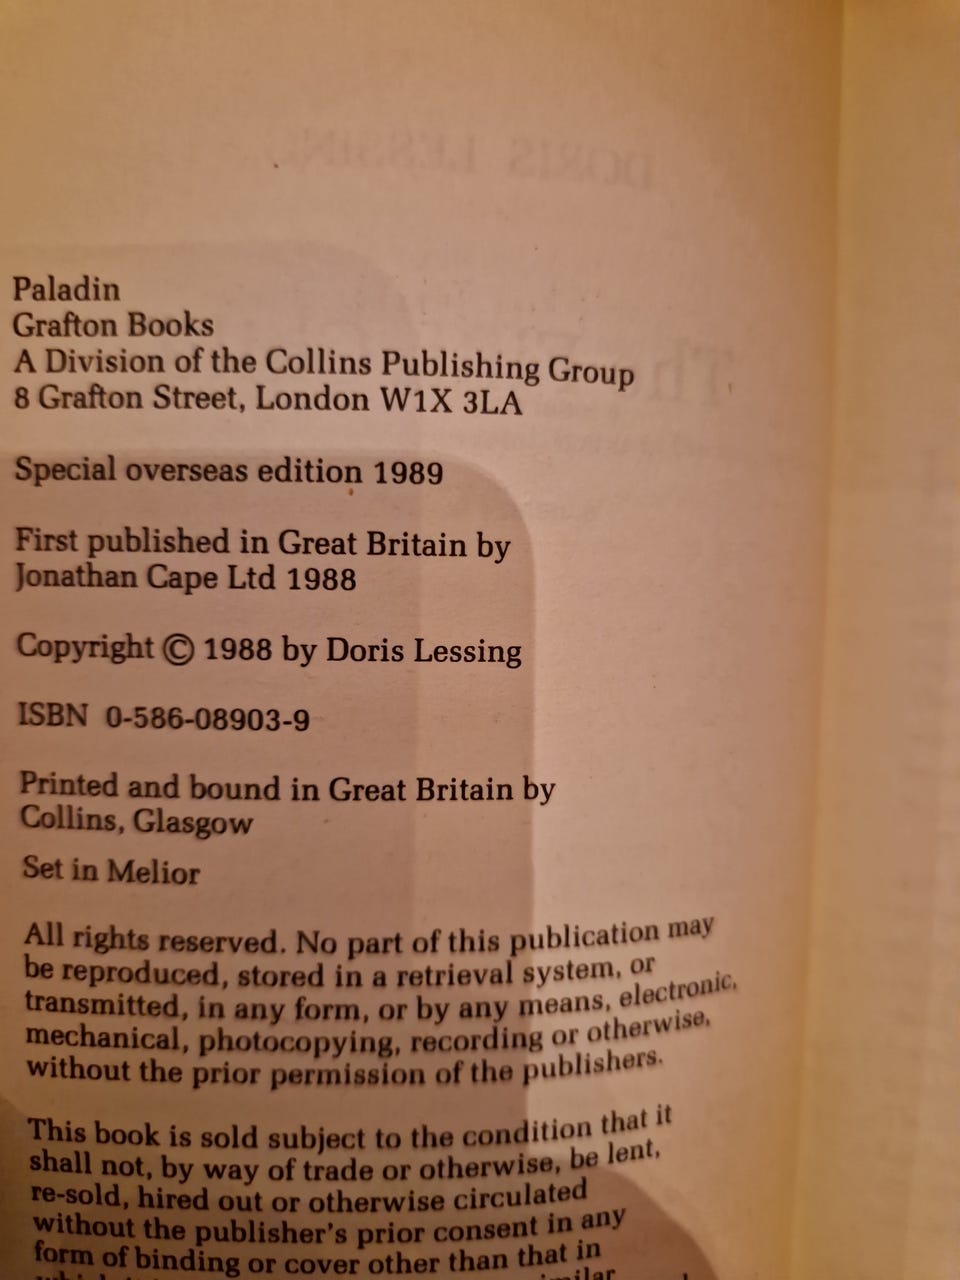 Paladin
Grafton Books
A Division of the Collins Publishing Group
8 Grafton Street, London W1X 3LA
Special overseas edition 1989
First published in Great Britain by
Jonathan Cape Ltd 1988
Copyright © 1988 by Doris Lessing
ISBN 0-586-08903-9
Printed and bound in Great Britain by
Collins, Glasgow
Set in Melior
All rights reserved. No part of this publication may
be reproduced, stored in a retrieval system, or
transmitted, in any form, or by any means, electronic,
mechanical, photocopying, recording or otherwise,
without the prior permission of the publishers.
This book is sold subject to the condition that it
shall not, by way of trade or otherwise, be lent,
re-sold, hired out or otherwise circulated
without the publisher's prior consent in any
form of binding or cover other than that in